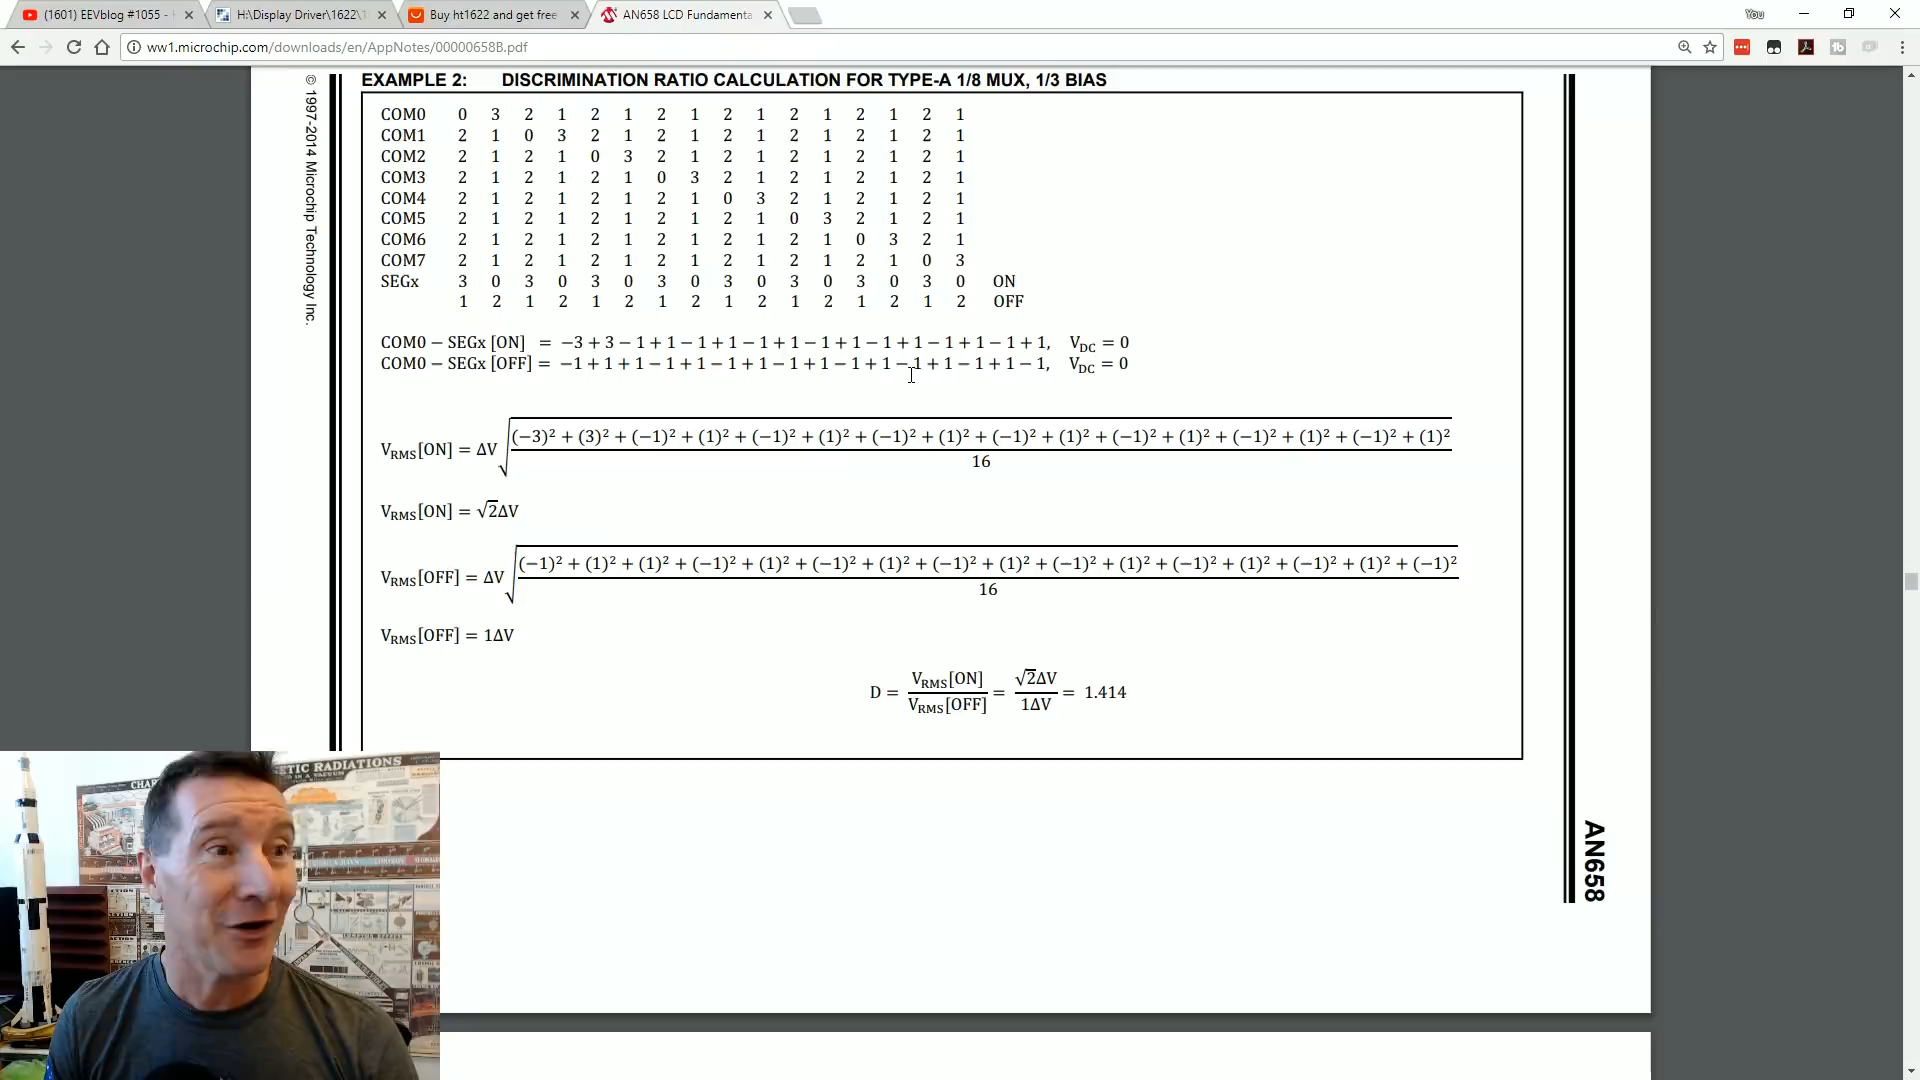 (1601) EEVblog #1055 -
H:\Display Driver\1622\
Buy ht1622 and get free
AN658 LCD Fundamenta
You
ww1.microchip.com/downloads/en/AppNotes/00000658B.pdf
© 1997-2014 Microchip Technology Inc.
EXAMPLE 2: DISCRIMINATION RATIO CALCULATION FOR TYPE-A 1/8 MUX, 1/3 BIAS
COM0 0 3 2 1 2 1 2 1 2 1 2 1 2 1 2 1
COM1 2 1 0 3 2 1 2 1 2 1 2 1 2 1 2 1
COM2 2 1 2 1 0 3 2 1 2 1 2 1 2 1 2 1
COM3 2 1 2 1 2 1 0 3 2 1 2 1 2 1 2 1
COM4 2 1 2 1 2 1 2 1 0 3 2 1 2 1 2 1
COM5 2 1 2 1 2 1 2 1 2 1 0 3 2 1 2 1
COM6 2 1 2 1 2 1 2 1 2 1 2 1 0 3 2 1
COM7 2 1 2 1 2 1 2 1 2 1 2 1 2 1 0 3
SEGx 3 0 3 0 3 0 3 0 3 0 3 0 3 0 3 0 ON
1 2 1 2 1 2 1 2 1 2 1 2 1 2 1 2 OFF
COM0 − SEGx [ON] = −3 + 3 − 1 + 1 − 1 + 1 − 1 + 1 − 1 + 1 − 1 + 1 − 1 + 1 − 1 + 1, VDC = 0
COM0 − SEGx [OFF] = −1 + 1 + 1 − 1 + 1 − 1 + 1 − 1 + 1 − 1 + 1 − 1 + 1 − 1 + 1 − 1, VDC = 0
VRMS[ON] = ΔV √ (−3)² + (3)² + (−1)² + (1)² + (−1)² + (1)² + (−1)² + (1)² + (−1)² + (1)² + (−1)² + (1)² + (−1)² + (1)² + (−1)² + (1)²
16
VRMS[ON] = √2ΔV
VRMS[OFF] = ΔV √ (−1)² + (1)² + (1)² + (−1)² + (1)² + (−1)² + (1)² + (−1)² + (1)² + (−1)² + (1)² + (−1)² + (1)² + (−1)² + (1)² + (−1)²
16
VRMS[OFF] = 1ΔV
D = VRMS[ON] / VRMS[OFF] = √2ΔV / 1ΔV = 1.414
AN658
ETIC RADIATIONS
CHA